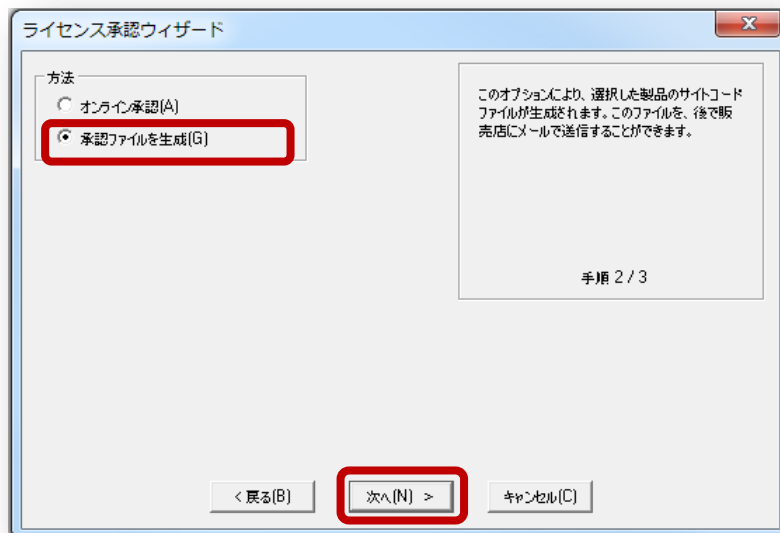 ライセンス承認ウィザード
方法
オンライン承認(A)
承認ファイルを生成(G)
このオプションにより、選択した製品のサイトコード
ファイルが生成されます。このファイルを、後で販
売店にメールで送信することができます。
手順 2 / 3
< 戻る(B)
次へ(N) >
キャンセル(C)